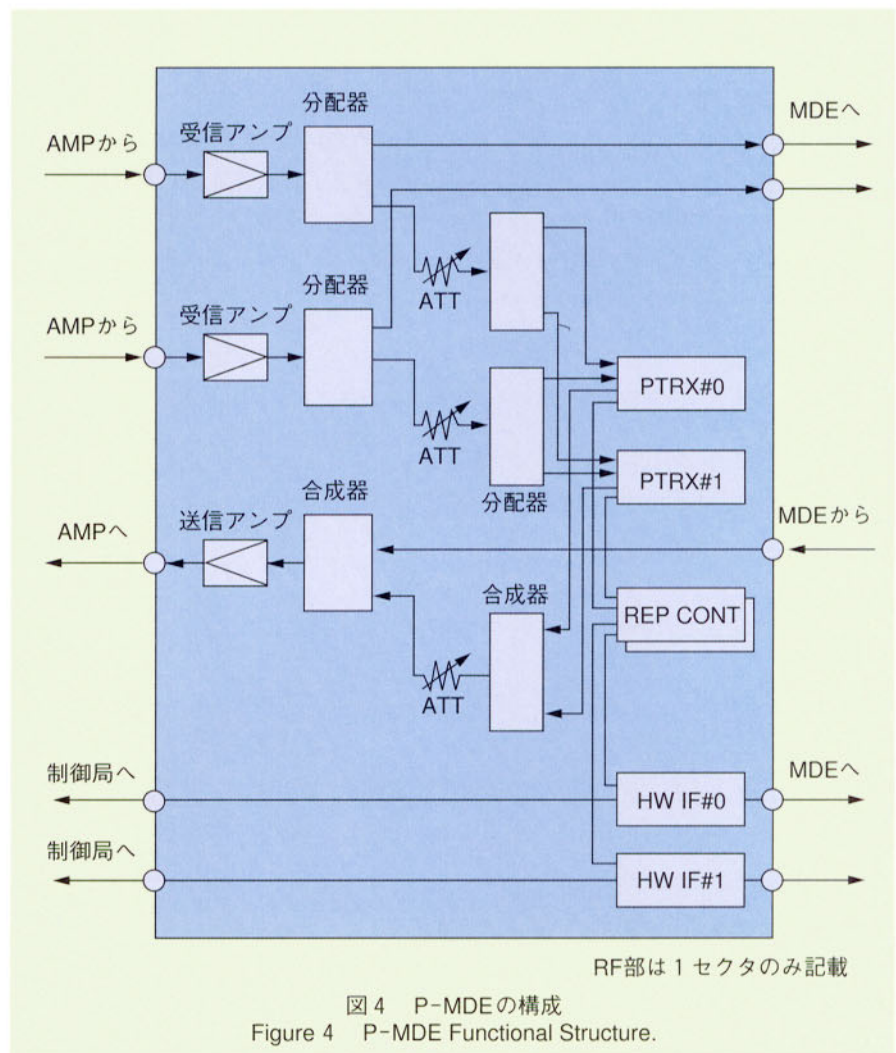 分配器
MDEへ
受信アンプ
AMPから
分配器
ATT
受信アンプ
AMPから
PTRX#0
ATT
PTRX#1
分配器
合成器
送信アンプ
MDEから
AMPへ
合成器
REP CONT
ATT
制御局へ
MDEへ
HW IF#0
制御局へ
HW IF#1
RF部は1セクタのみ記載
図4 P-MDEの構成
Figure 4 P-MDE Functional Structure.